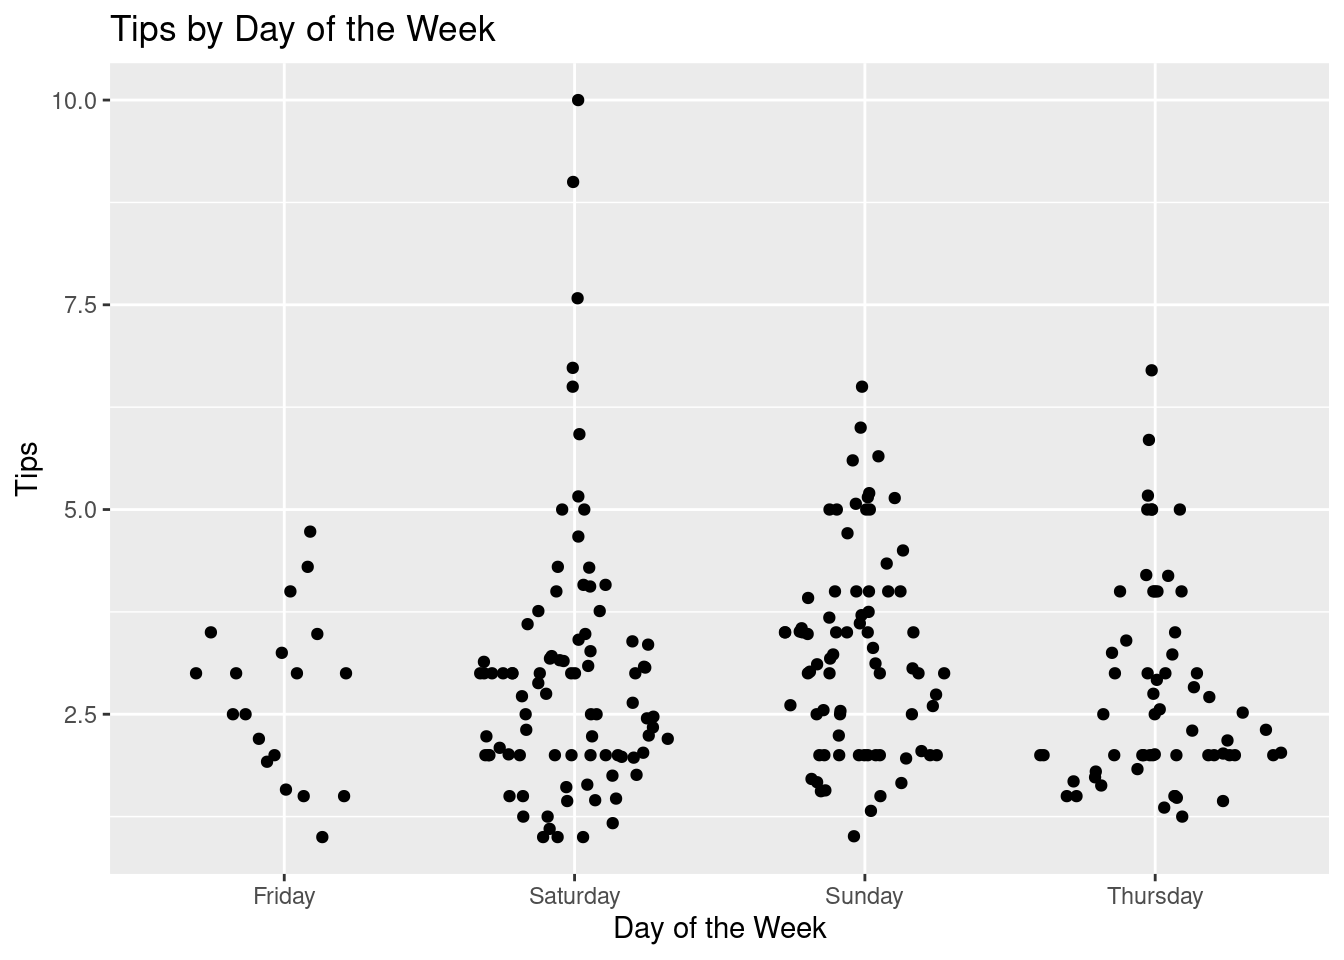 Tips by Day of the Week
10.0
7.5
5.0
2.5
Tips
Friday Saturday Sunday Thursday
Day of the Week